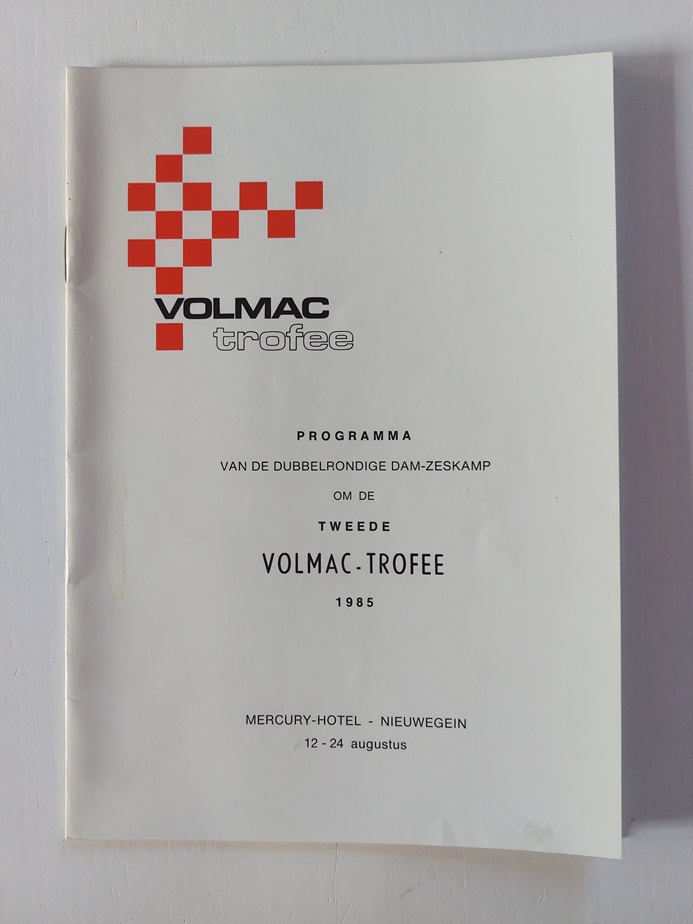 VOLMAC
trofee
PROGRAMMA
VAN DE DUBBELRONDIGE DAM-ZESKAMP
OM DE
TWEEDE
VOLMAC-TROFEE
1985
MERCURY-HOTEL - NIEUWEGEIN
12-24 augustus